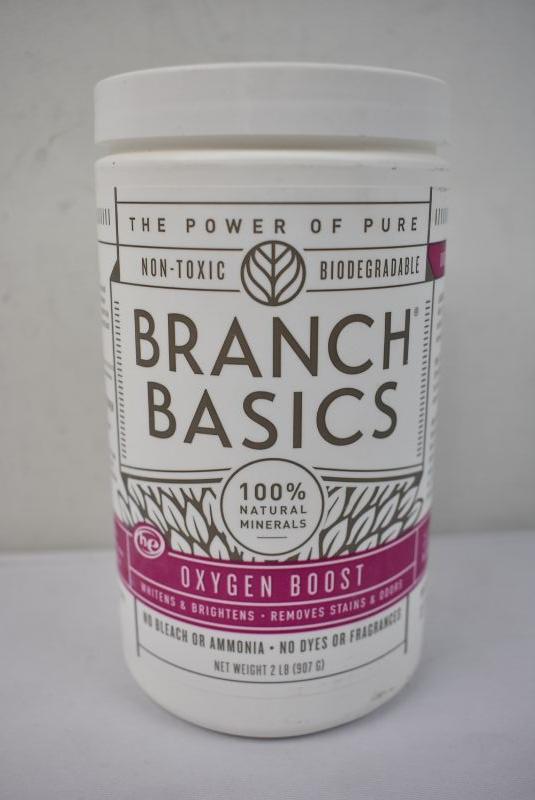 THE POWER OF PURE
NON-TOXIC BIODEGRADABLE
BRANCH®
BASICS
100%
NATURAL
MINERALS
he
OXYGEN BOOST
WHITENS & BRIGHTENS • REMOVES STAINS & ODORS
NO BLEACH OR AMMONIA • NO DYES OR FRAGRANCES
NET WEIGHT 2 LB (907 G)